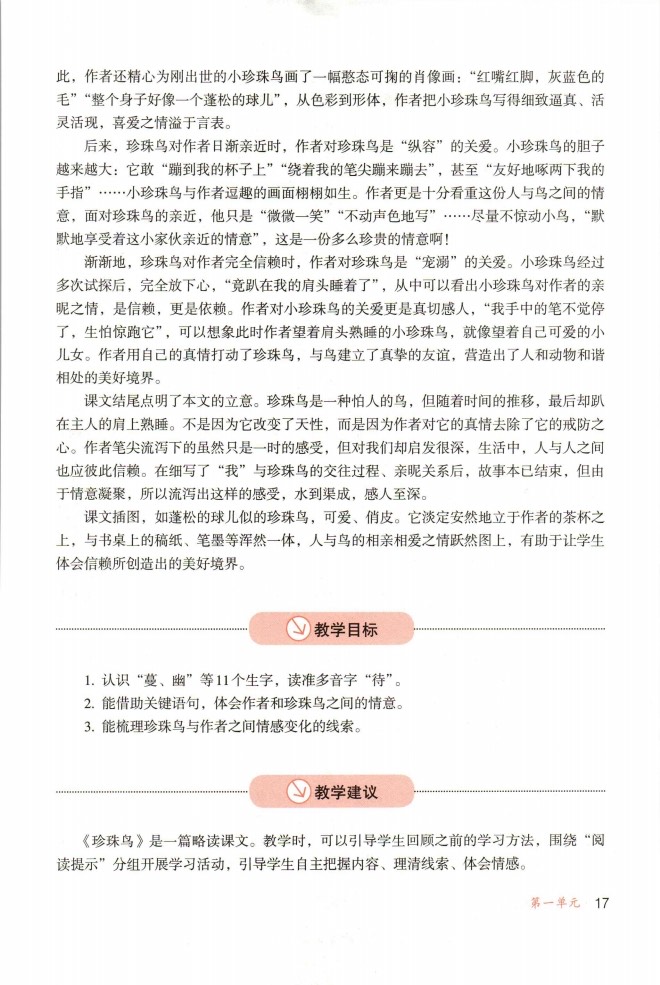 此，作者还精心为刚出世的小珍珠鸟画了一幅憨态可掬的肖像画：“红嘴红脚，灰蓝色的
毛”“整个身子好像一个蓬松的球儿”，从色彩到形体，作者把小珍珠鸟写得细致逼真、活
灵活现，喜爱之情溢于言表。
后来，珍珠鸟对作者日渐亲近时，作者对珍珠鸟是“纵容”的关爱。小珍珠鸟的胆子
越来越大：它敢“蹦到我的杯子上”“绕着我的笔尖蹦来蹦去”，甚至“友好地啄两下我的
手指”……小珍珠鸟与作者逗趣的画面栩栩如生。作者更是十分看重这份人与鸟之间的情
意，面对珍珠鸟的亲近，他只是“微微一笑”“不动声色地写”……尽量不惊动小鸟，“默
默地享受着这小家伙亲近的情意”，这是一份多么珍贵的情意啊！
渐渐地，珍珠鸟对作者完全信赖时，作者对珍珠鸟是“宠溺”的关爱。小珍珠鸟经过
多次试探后，完全放下心，“竟趴在我的肩头睡着了”，从中可以看出小珍珠鸟对作者的亲
昵之情，是信赖，更是依赖。作者对小珍珠鸟的关爱更是真切感人，“我手中的笔不觉停
了，生怕惊跑它”，可以想象此时作者望着肩头熟睡的小珍珠鸟，就像望着自己可爱的小
儿女。作者用自己的真情打动了珍珠鸟，与鸟建立了真挚的友谊，营造出了人和动物和谐
相处的美好境界。
课文结尾点明了本文的立意。珍珠鸟是一种怕人的鸟，但随着时间的推移，最后却趴
在主人的肩上熟睡。不是因为它改变了天性，而是因为作者对它的真情去除了它的戒防之
心。作者笔尖流泻下的虽然只是一时的感受，但对我们却启发很深，生活中，人与人之间
也应彼此信赖。在细写了“我”与珍珠鸟的交往过程、亲昵关系后，故事本已结束，但由
于情意凝聚，所以流泻出这样的感受，水到渠成，感人至深。
课文插图，如蓬松的球儿似的珍珠鸟，可爱、俏皮。它淡定安然地立于作者的茶杯之
上，与书桌上的稿纸、笔墨等浑然一体，人与鸟的相亲相爱之情跃然图上，有助于让学生
体会信赖所创造出的美好境界。
教学目标
1. 认识“蔓、幽”等11个生字，读准多音字“待”。
2. 能借助关键语句，体会作者和珍珠鸟之间的情意。
3. 能梳理珍珠鸟与作者之间情感变化的线索。
教学建议
《珍珠鸟》是一篇略读课文。教学时，可以引导学生回顾之前的学习方法，围绕“阅
读提示”分组开展学习活动，引导学生自主把握内容、理清线索、体会情感。
第一单元 17